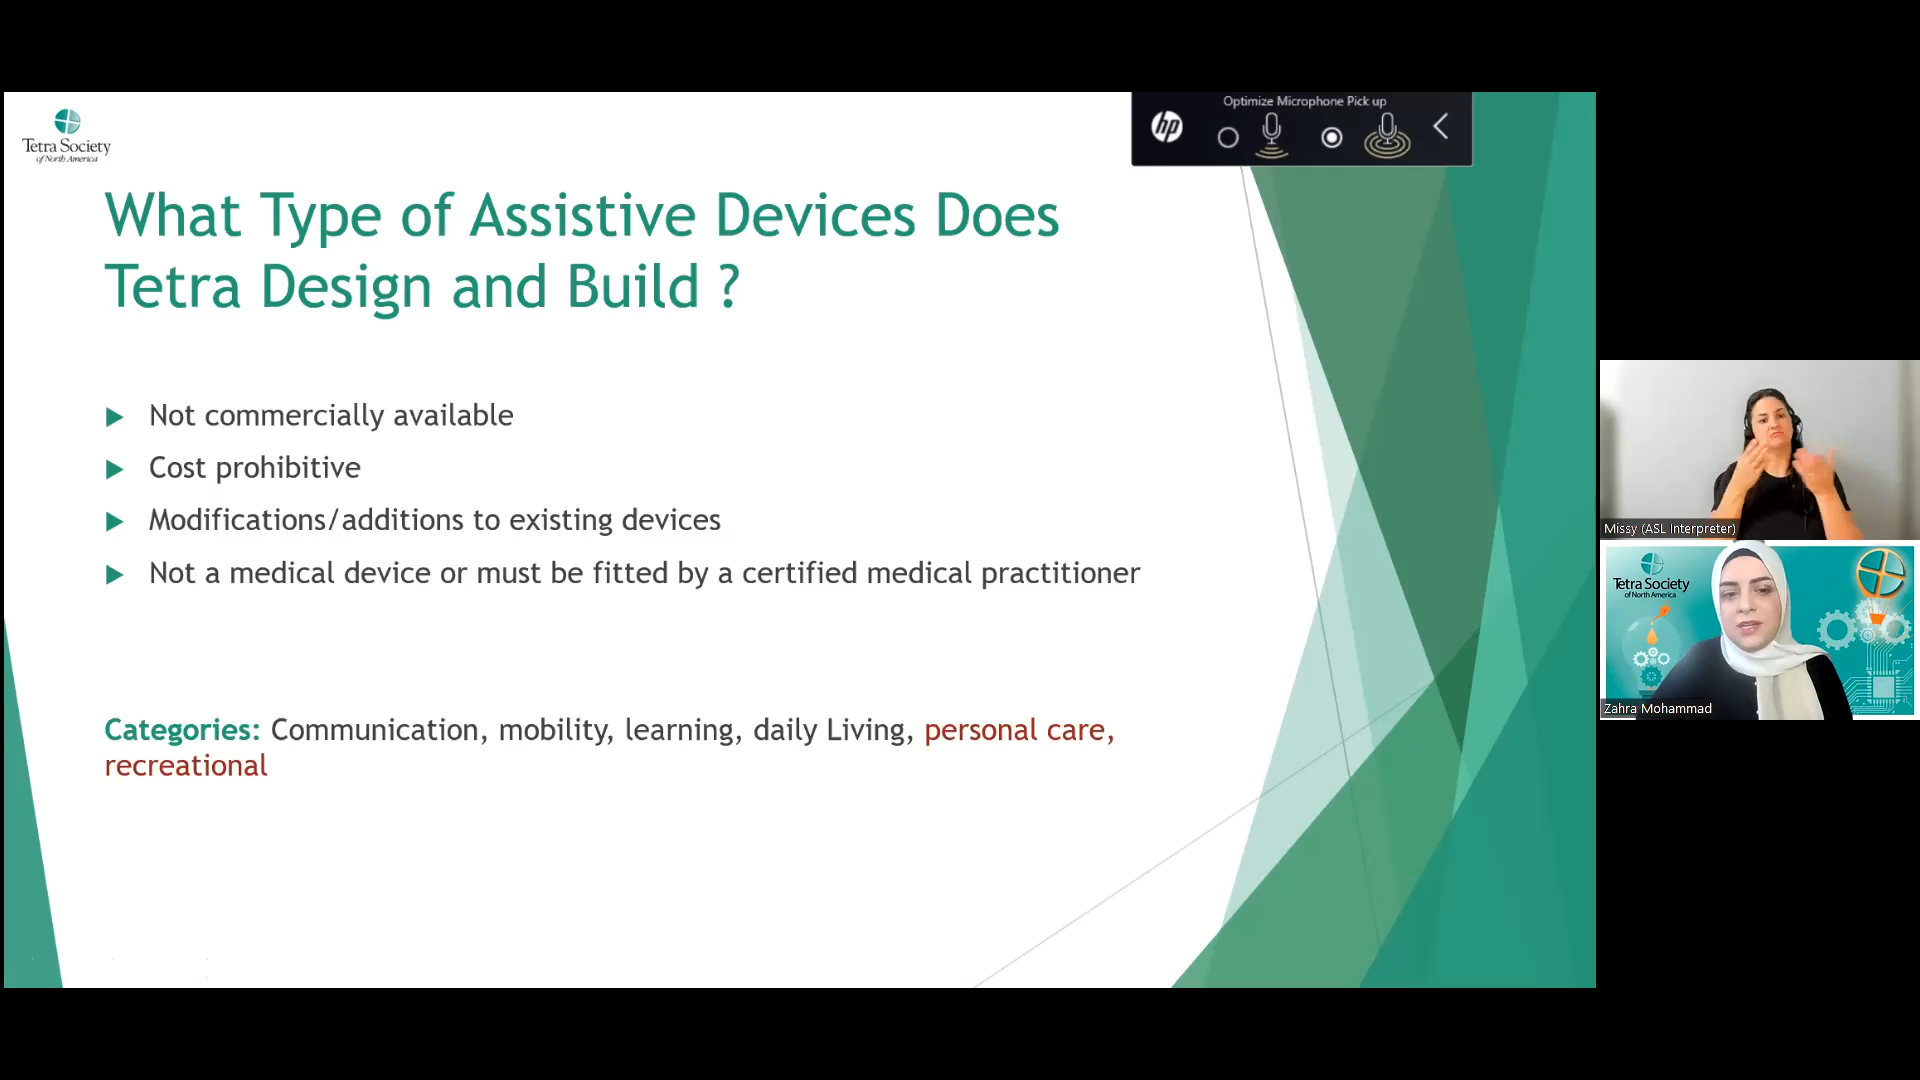 Tetra Society
of North America
Optimize Microphone Pick up
hp
What Type of Assistive Devices Does
Tetra Design and Build ?
Not commercially available
Cost prohibitive
Modifications/additions to existing devices
Not a medical device or must be fitted by a certified medical practitioner
Categories: Communication, mobility, learning, daily Living, personal care,
recreational
Missy (ASL Interpreter)
Tetra Society
of North America
Zahra Mohammad